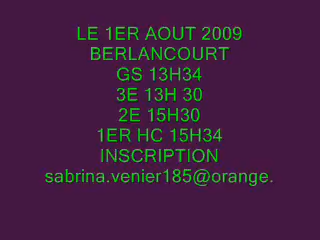 LE 1ER AOUT 2009
BERLANCOURT
GS 13H34
3E 13H 30
2E 15H30
1ER HC 15H34
INSCRIPTION
sabrina.venier185@orange.